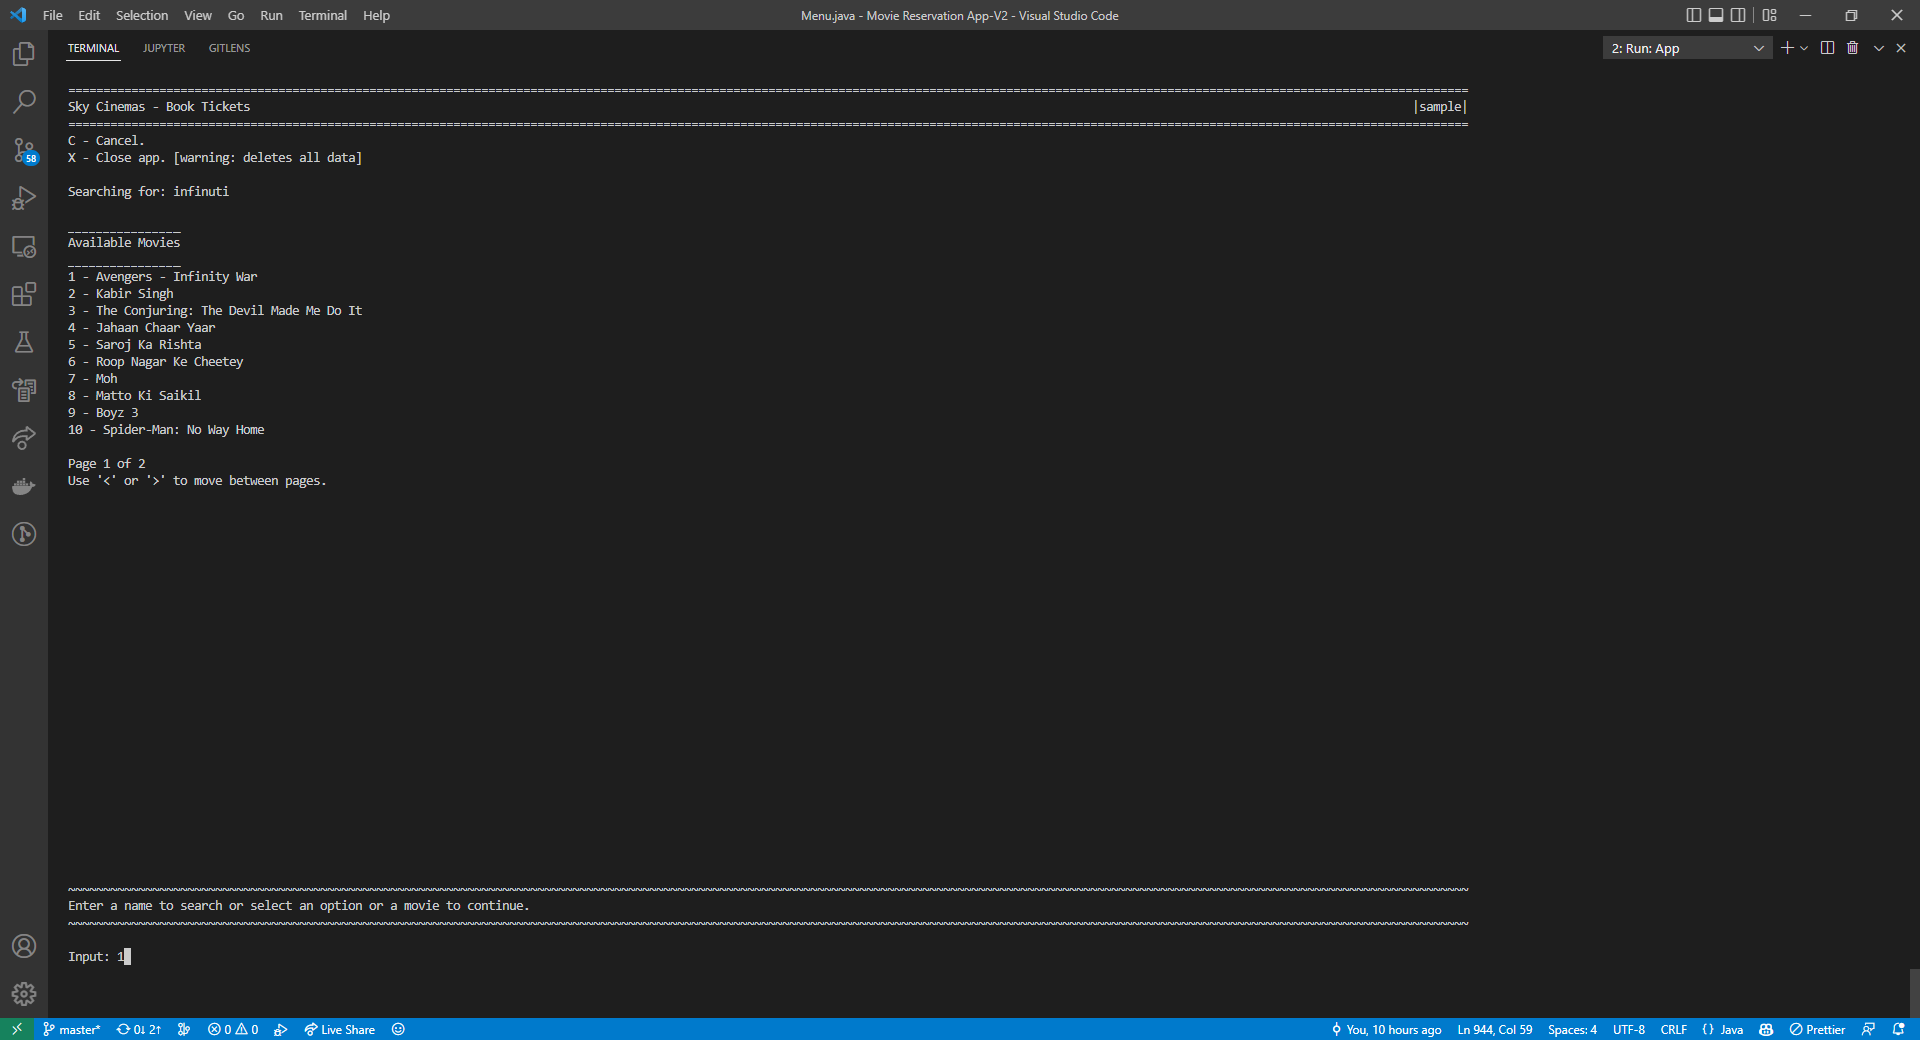 File Edit Selection View Go Run Terminal Help Menu.java - Movie Reservation App-V2 - Visual Studio Code
TERMINAL JUPYTER GITLENS 2: Run: App
================================================================================
Sky Cinemas - Book Tickets |sample|
================================================================================
C - Cancel.
X - Close app. [warning: deletes all data]
Searching for: infinuti
________________
Available Movies
________________
1 - Avengers - Infinity War
2 - Kabir Singh
3 - The Conjuring: The Devil Made Me Do It
4 - Jahaan Chaar Yaar
5 - Saroj Ka Rishta
6 - Roop Nagar Ke Cheetey
7 - Moh
8 - Matto Ki Saikil
9 - Boyz 3
10 - Spider-Man: No Way Home
Page 1 of 2
Use '<' or '>' to move between pages.
~~~~~~~~~~~~~~~~~~~~~~~~~~~~~~~~~~~~~~~~~~~~~~~~~~~~~~~~~~~~~~~~~~~~~~~~~~~~~~~~
Enter a name to search or select an option or a movie to continue.
~~~~~~~~~~~~~~~~~~~~~~~~~~~~~~~~~~~~~~~~~~~~~~~~~~~~~~~~~~~~~~~~~~~~~~~~~~~~~~~~
Input: 1
58
master* 0↓ 2↑ 0 0 Live Share You, 10 hours ago Ln 944, Col 59 Spaces: 4 UTF-8 CRLF { } Java Prettier